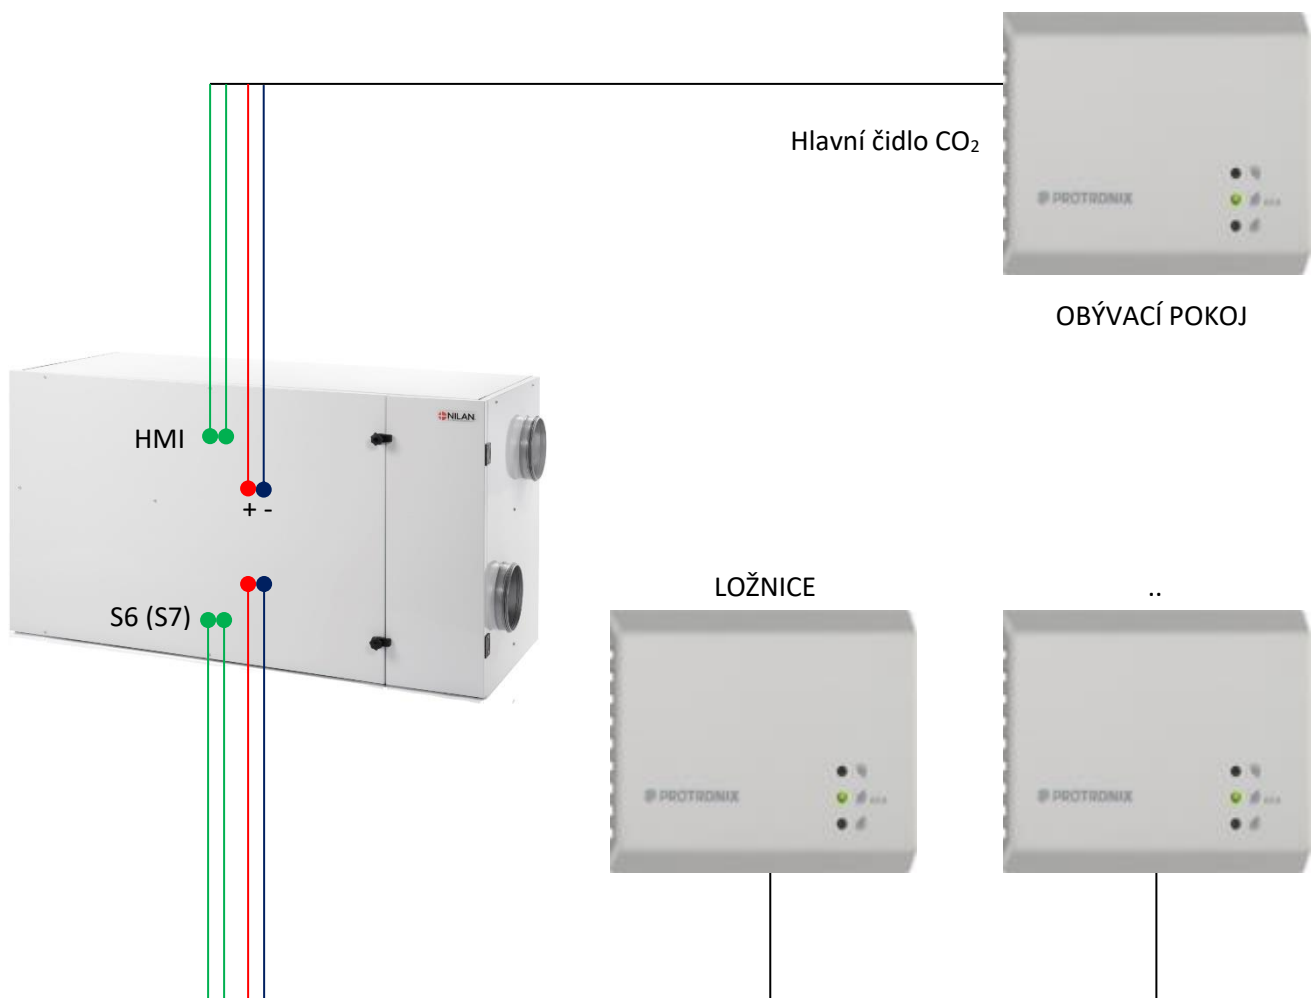 Hlavní čidlo CO₂
PROTRONIX
OBÝVACÍ POKOJ
NILAN
HMI
+ -
S6 (S7)
LOŽNICE
..
PROTRONIX
PROTRONIX